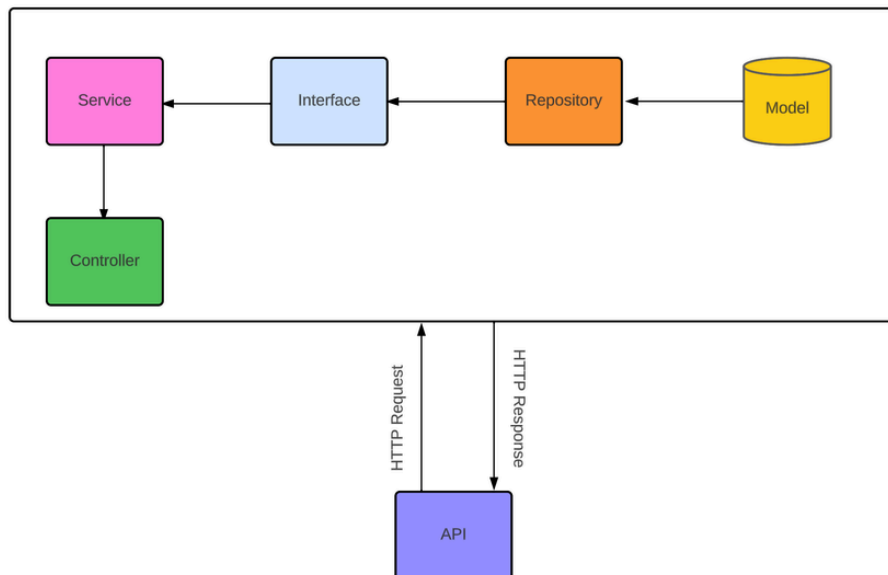 Service
Interface
Repository
Model
Controller
HTTP Request
HTTP Response
API